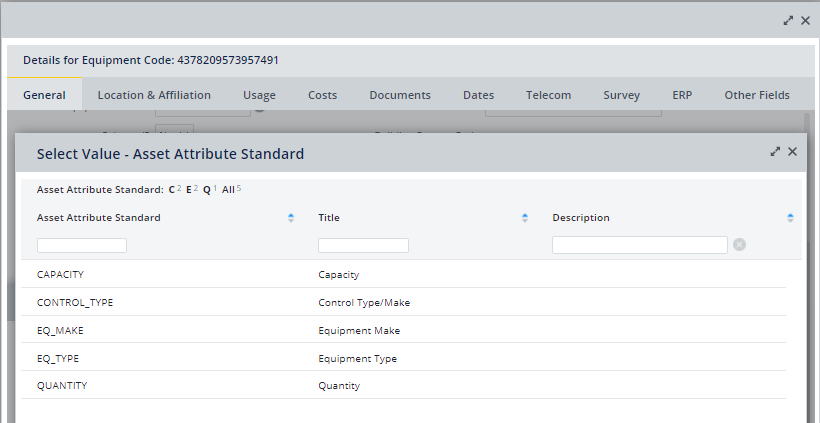 Details for Equipment Code: 4378209573957491
General Location & Affiliation Usage Costs Documents Dates Telecom Survey ERP Other Fields
Select Value - Asset Attribute Standard
Asset Attribute Standard: C 2 E 2 Q 1 All 5
Asset Attribute Standard Title Description
CAPACITY Capacity
CONTROL_TYPE Control Type/Make
EQ_MAKE Equipment Make
EQ_TYPE Equipment Type
QUANTITY Quantity